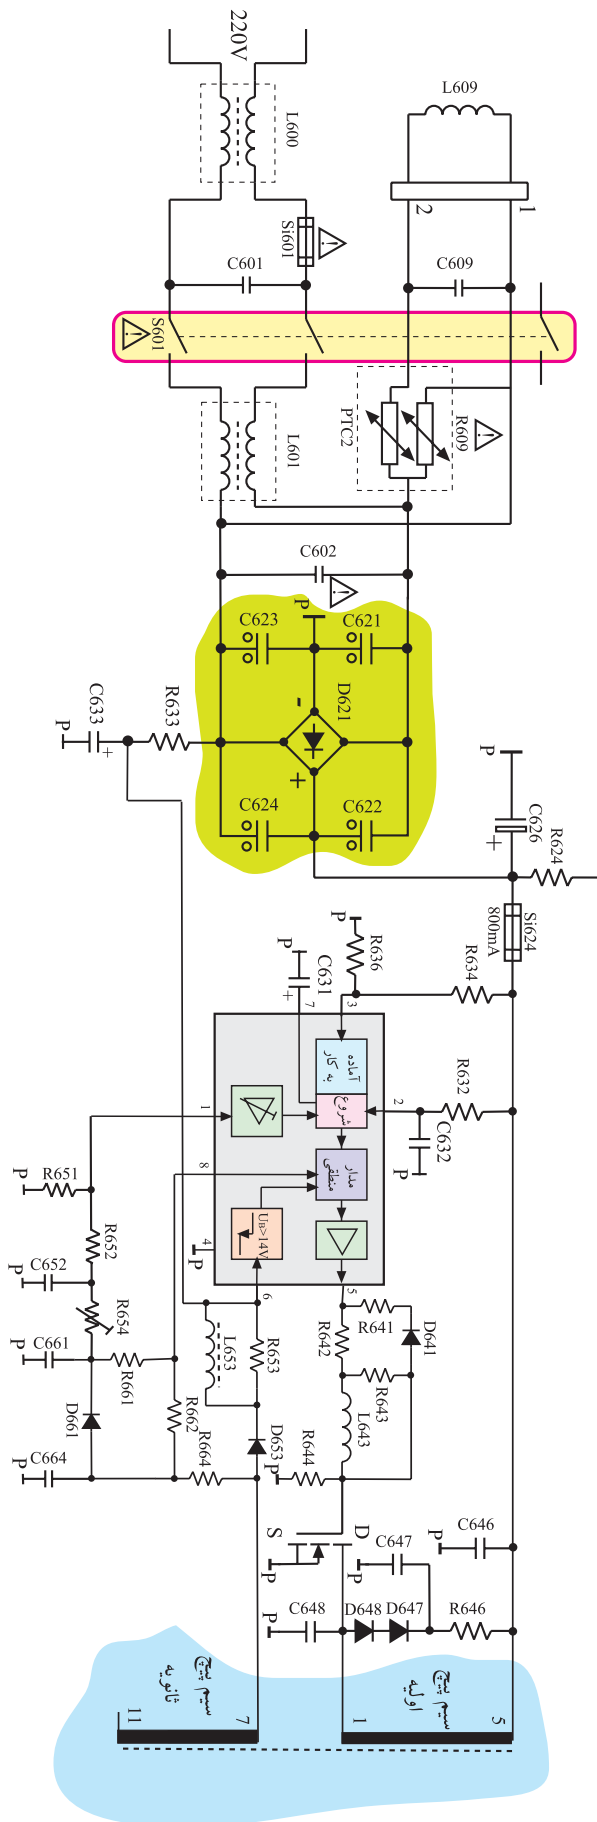 220V
L600
L609
1
2
Si601
C601
C609
S601
L601
R609
PTC2
C602
P
C623
C621
D621
-
+
C624
C622
R633
C633
+
P
P
C626
+
R624
Si624
800mA
P
R636
R634
P
C631
+
7
3
آماده
به کار
شروع
2
R632
C632
P
1
مدار
منطقی
8
UB>14V
4
P
5
6
P
R651
R652
C652
P
R654
C661
P
R661
D661
R662
C664
P
R664
L653
R653
D653
R641
D641
R642
R643
L643
R644
P
D
S
P
C646
P
C647
P
C648
P
D648
D647
R646
سیم پیچ
ثانویه
سیم پیچ
اولیه
11
7
1
5